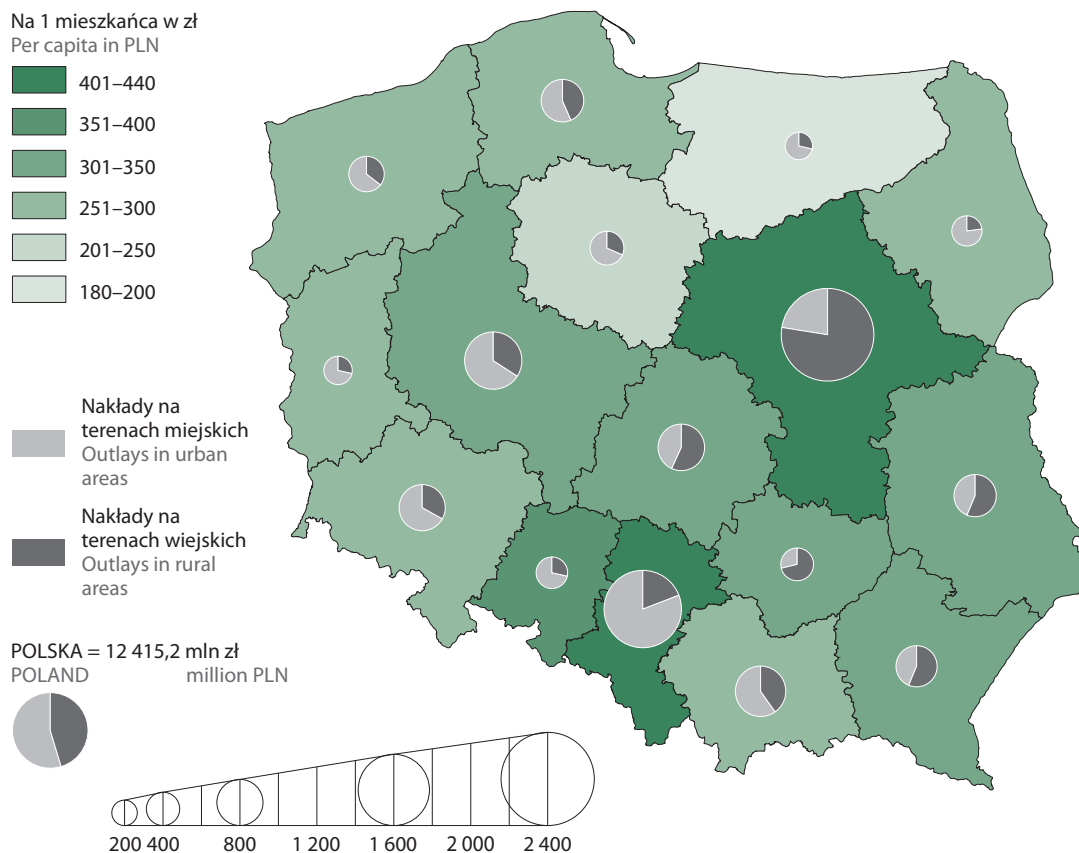 Na 1 mieszkańca w zł
Per capita in PLN
401–440
351–400
301–350
251–300
201–250
180–200
Nakłady na
terenach miejskich
Outlays in urban
areas
Nakłady na
terenach wiejskich
Outlays in rural
areas
POLSKA = 12 415,2 mln zł
POLAND million PLN
200 400 800 1 200 1 600 2 000 2 400